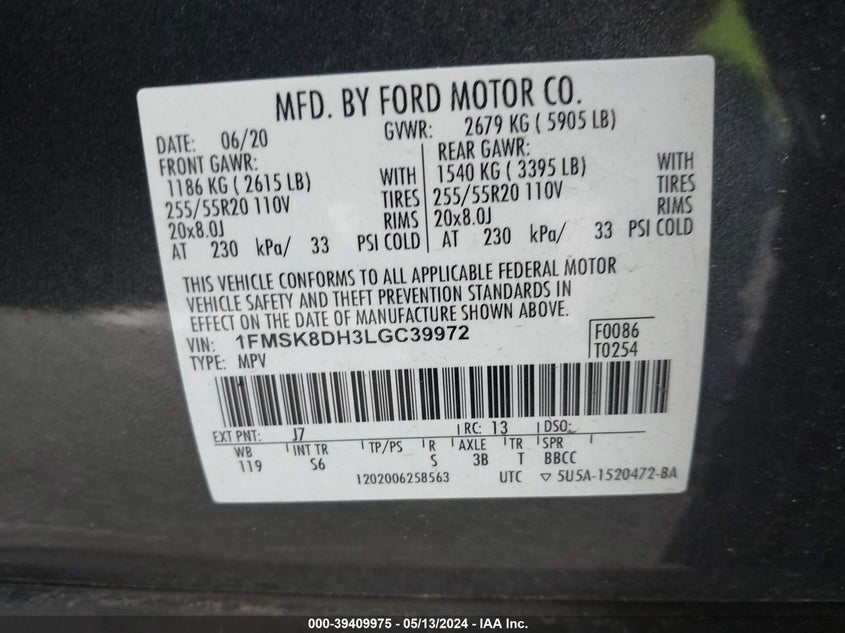 MFD. BY FORD MOTOR CO.
DATE: 06/20 GVWR: 2679 KG ( 5905 LB)
FRONT GAWR: REAR GAWR:
1186 KG ( 2615 LB) WITH 1540 KG ( 3395 LB) WITH
255/55R20 110V TIRES 255/55R20 110V TIRES
20x8.0J RIMS 20x8.0J RIMS
AT 230 kPa/ 33 PSI COLD AT 230 kPa/ 33 PSI COLD
THIS VEHICLE CONFORMS TO ALL APPLICABLE FEDERAL MOTOR
VEHICLE SAFETY AND THEFT PREVENTION STANDARDS IN
EFFECT ON THE DATE OF MANUFACTURE SHOWN ABOVE.
VIN: 1FMSK8DH3LGC39972 F0086
TYPE: MPV T0254
EXT PNT: J7 RC: 13 DSO:
WB INT TR TP/PS R AXLE TR SPR
119 S6 S 3B T BBCC
1202006258563 UTC ▽ 5U5A-1520472-BA
000-39409975 - 05/13/2024 - IAA Inc.